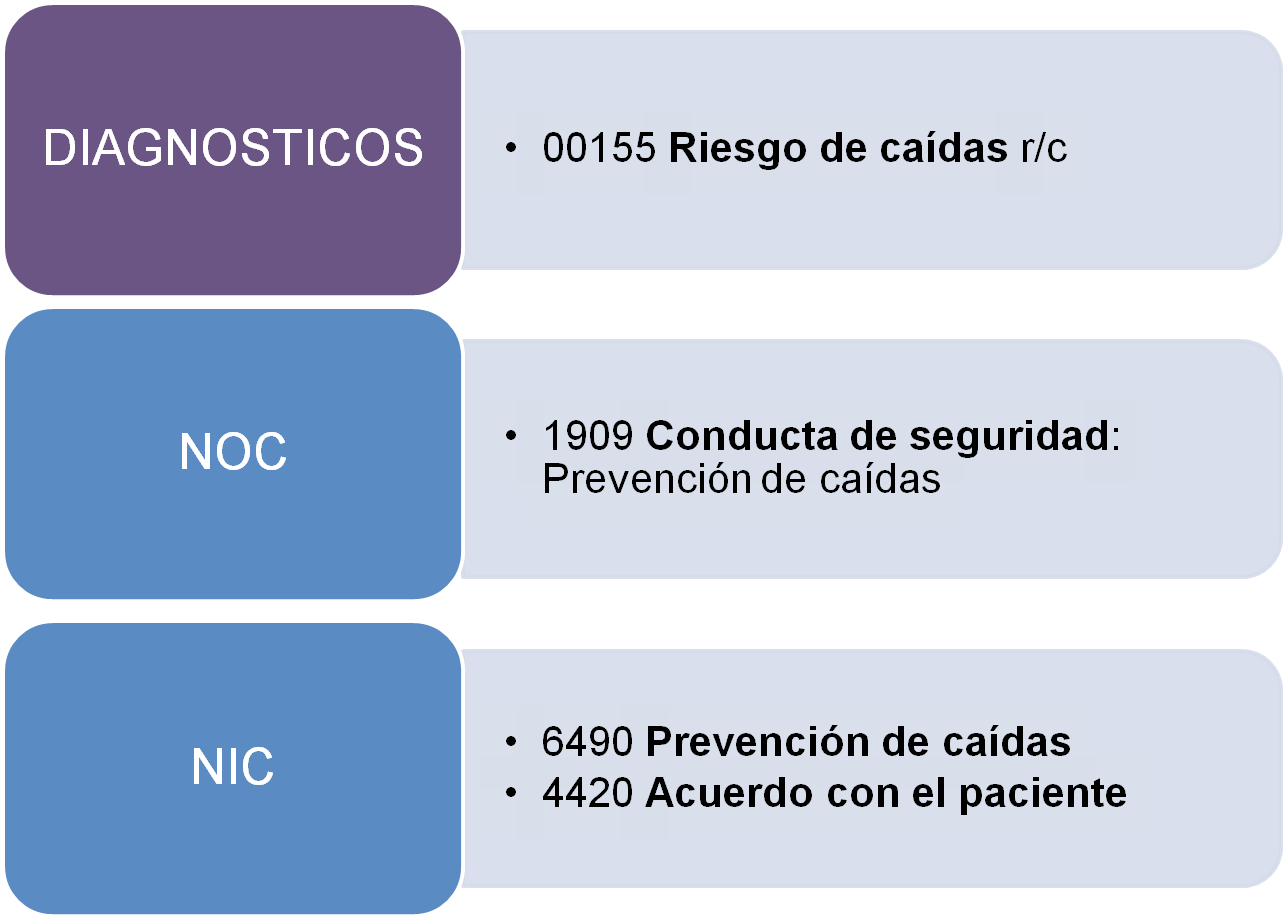 DIAGNOSTICOS
• 00155 Riesgo de caídas r/c
NOC
• 1909 Conducta de seguridad:
Prevención de caídas
NIC
• 6490 Prevención de caídas
• 4420 Acuerdo con el paciente